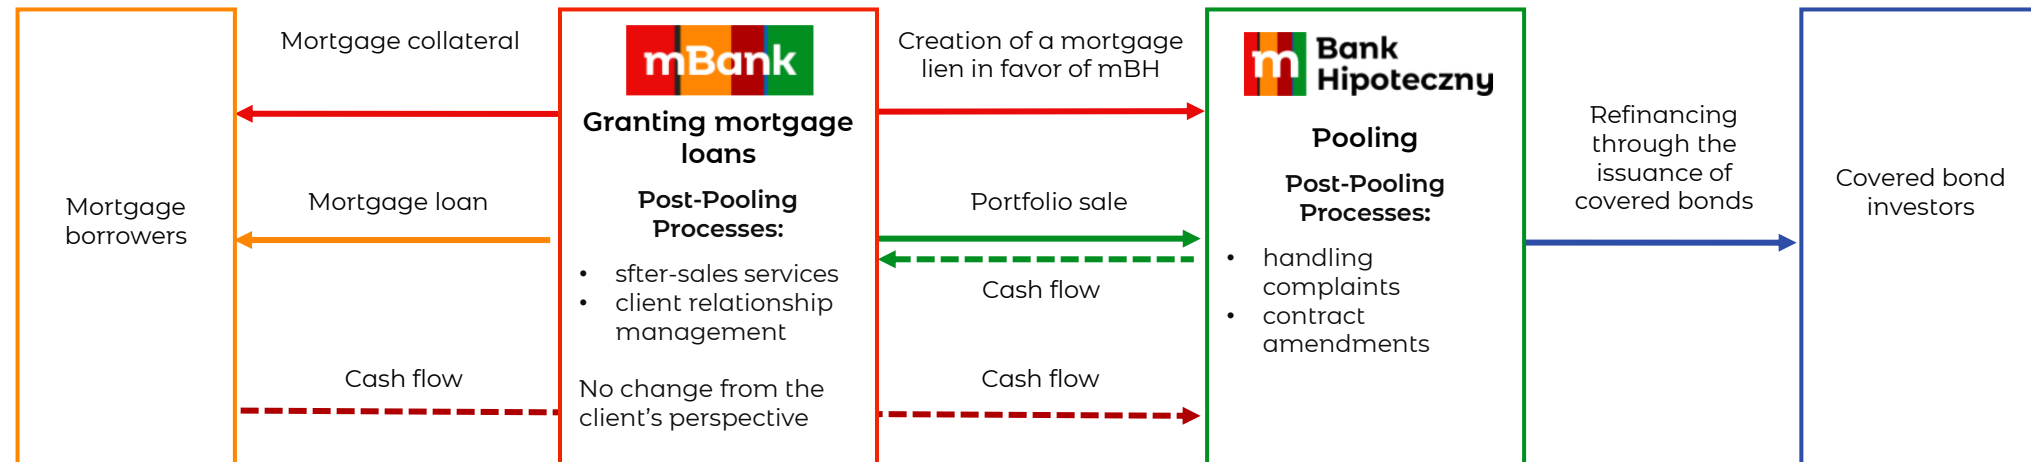 Mortgage
borrowers
Mortgage collateral
Mortgage loan
Cash flow
mBank
Granting mortgage
loans
Post-Pooling
Processes:
• sfter-sales services
• client relationship
management
No change from the
client's perspective
Creation of a mortgage
lien in favor of mBH
Portfolio sale
Cash flow
Cash flow
m Bank
Hipoteczny
Pooling
Post-Pooling
Processes:
• handling
complaints
• contract
amendments
Refinancing
through the
issuance of
covered bonds
Covered bond
investors